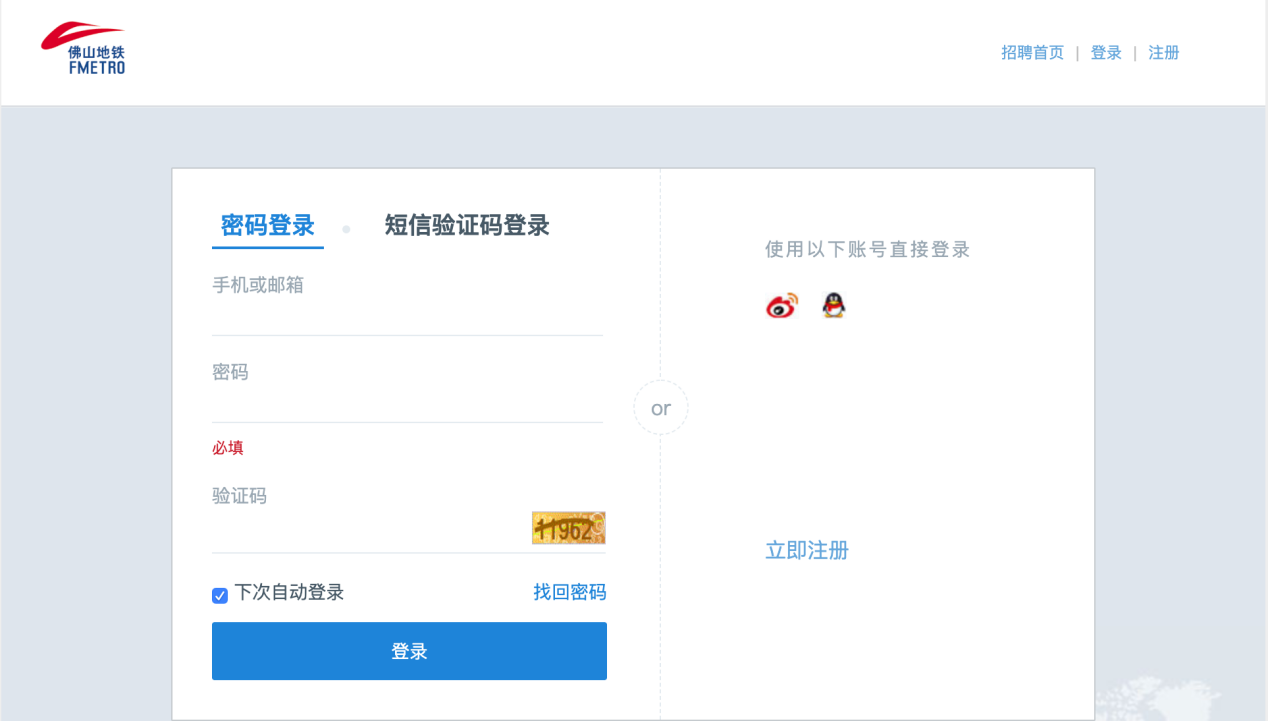 佛山地铁
FMETRO
招聘首页 | 登录 | 注册
密码登录
短信验证码登录
手机或邮箱
密码
必填
验证码
11962
下次自动登录
找回密码
登录
or
使用以下账号直接登录
立即注册